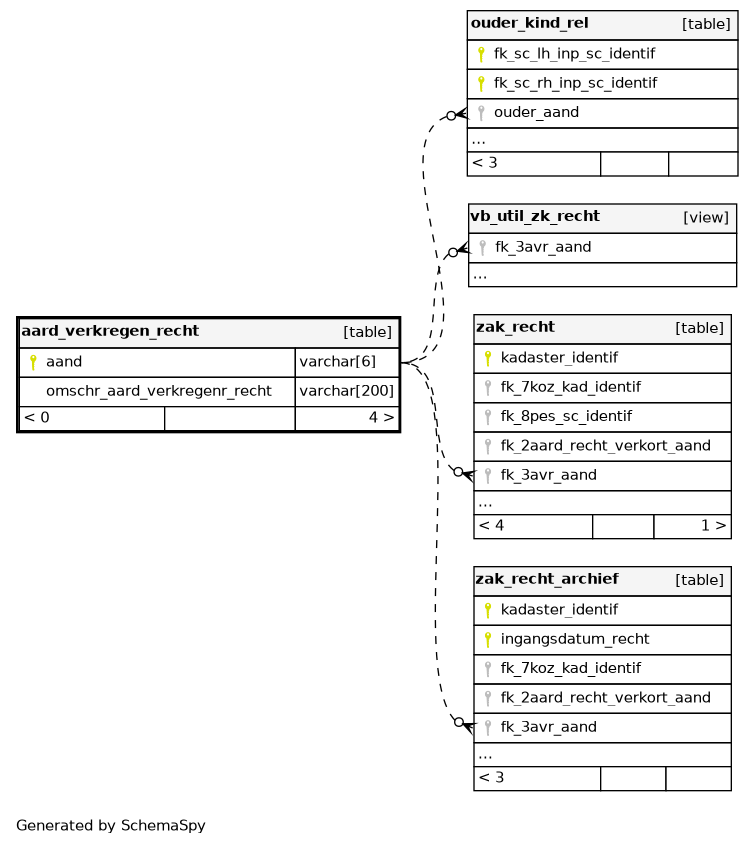 ouder_kind_rel [table]
fk_sc_lh_inp_sc_identif
fk_sc_rh_inp_sc_identif
ouder_aand
...
< 3
vb_util_zk_recht [view]
fk_3avr_aand
...
aard_verkregen_recht [table]
aand varchar[6]
omschr_aard_verkregenr_recht varchar[200]
< 0 4 >
zak_recht [table]
kadaster_identif
fk_7koz_kad_identif
fk_8pes_sc_identif
fk_2aard_recht_verkort_aand
fk_3avr_aand
...
< 4 1 >
zak_recht_archief [table]
kadaster_identif
ingangsdatum_recht
fk_7koz_kad_identif
fk_2aard_recht_verkort_aand
fk_3avr_aand
...
< 3
Generated by SchemaSpy